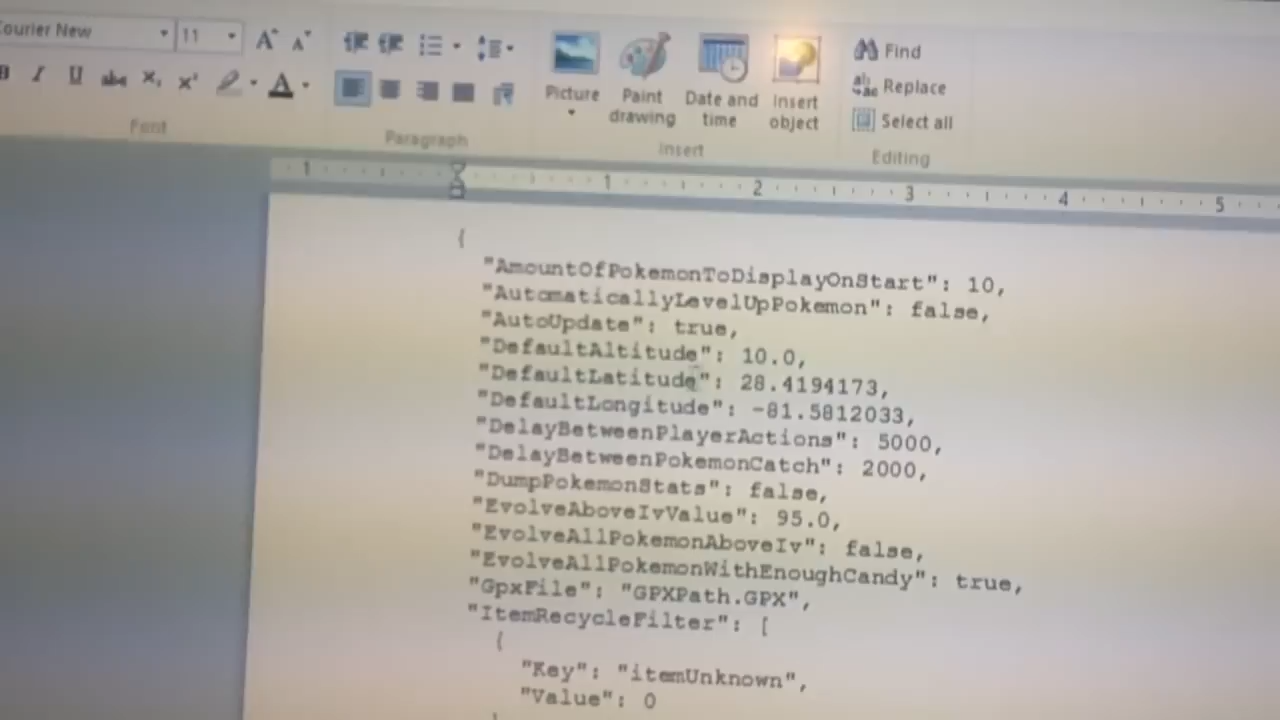 Courier New 11
Find
Replace
Select all
Picture
Paint drawing
Date and time
Insert object
Font
Paragraph
Insert
Editing
1 1 2 3 4 5
{
"AmountOfPokemonToDisplayOnStart": 10,
"AutomaticallyLevelUpPokemon": false,
"AutoUpdate": true,
"DefaultAltitude": 10.0,
"DefaultLatitude": 28.4194173,
"DefaultLongitude": -81.5812033,
"DelayBetweenPlayerActions": 5000,
"DelayBetweenPokemonCatch": 2000,
"DumpPokemonStats": false,
"EvolveAboveIvValue": 95.0,
"EvolveAllPokemonAboveIv": false,
"EvolveAllPokemonWithEnoughCandy": true,
"GpxFile": "GPXPath.GPX",
"ItemRecycleFilter": [
{
"Key": "itemUnknown",
"Value": 0